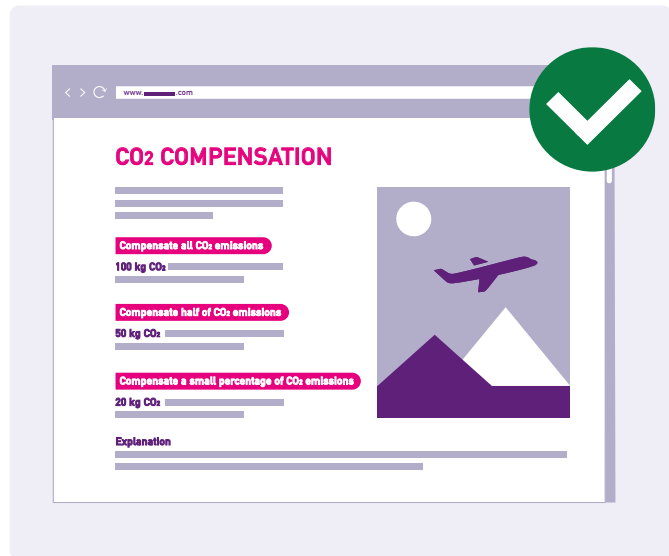 www. .com
CO2 COMPENSATION
Compensate all CO2 emissions
100 kg CO2
Compensate half of CO2 emissions
50 kg CO2
Compensate a small percentage of CO2 emissions
20 kg CO2
Explanation